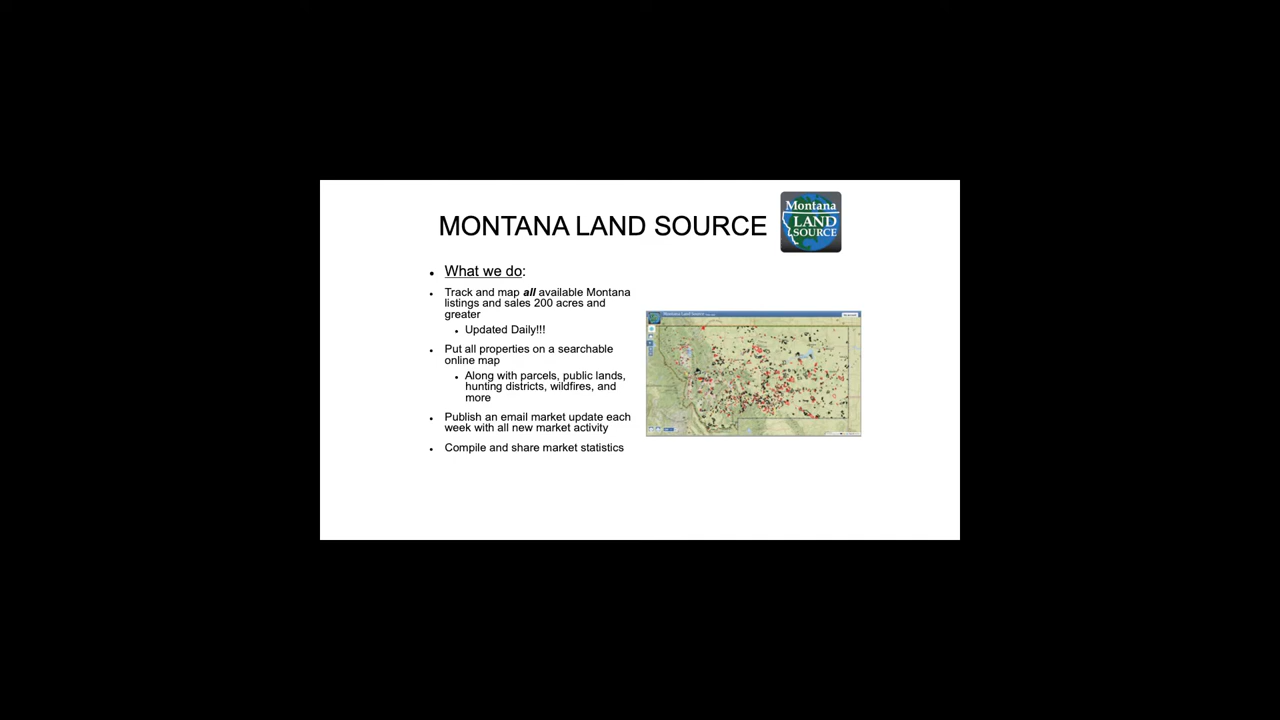 MONTANA LAND SOURCE
Montana
LAND
SOURCE
• What we do:
• Track and map all available Montana
listings and sales 200 acres and
greater
• Updated Daily!!!
• Put all properties on a searchable
online map
• Along with parcels, public lands,
hunting districts, wildfires, and
more
• Publish an email market update each
week with all new market activity
• Compile and share market statistics
Montana Land Source